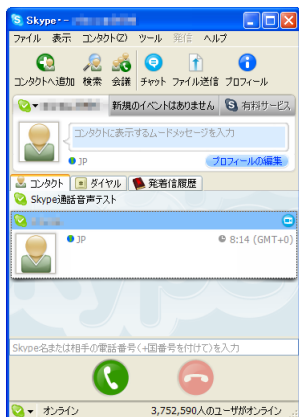 Skype™-
ファイル 表示 コンタクト(Z) ツール 発信 ヘルプ
コンタクトへ追加 検索 会議 チャット ファイル送信 プロフィール
新規のイベントはありません 有料サービス
コンタクトに表示するムードメッセージを入力
JP プロフィールの編集
コンタクト ダイヤル 発着信履歴
Skype通話音声テスト
JP 8:14 (GMT+0)
Skype名または相手の電話番号(+国番号を付けて)を入力
オンライン 3,752,590人のユーザがオンライン